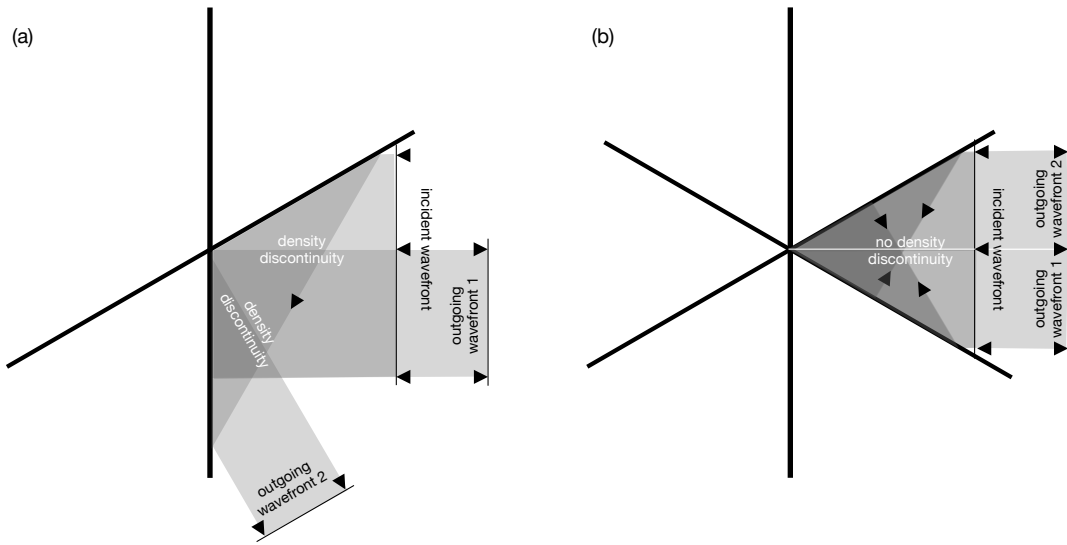 (a)
density
discontinuity
density
discontinuity
incident wavefront
outgoing
wavefront 1
outgoing
wavefront 2
(b)
no density
discontinuity
incident wavefront
outgoing
wavefront 2
outgoing
wavefront 1